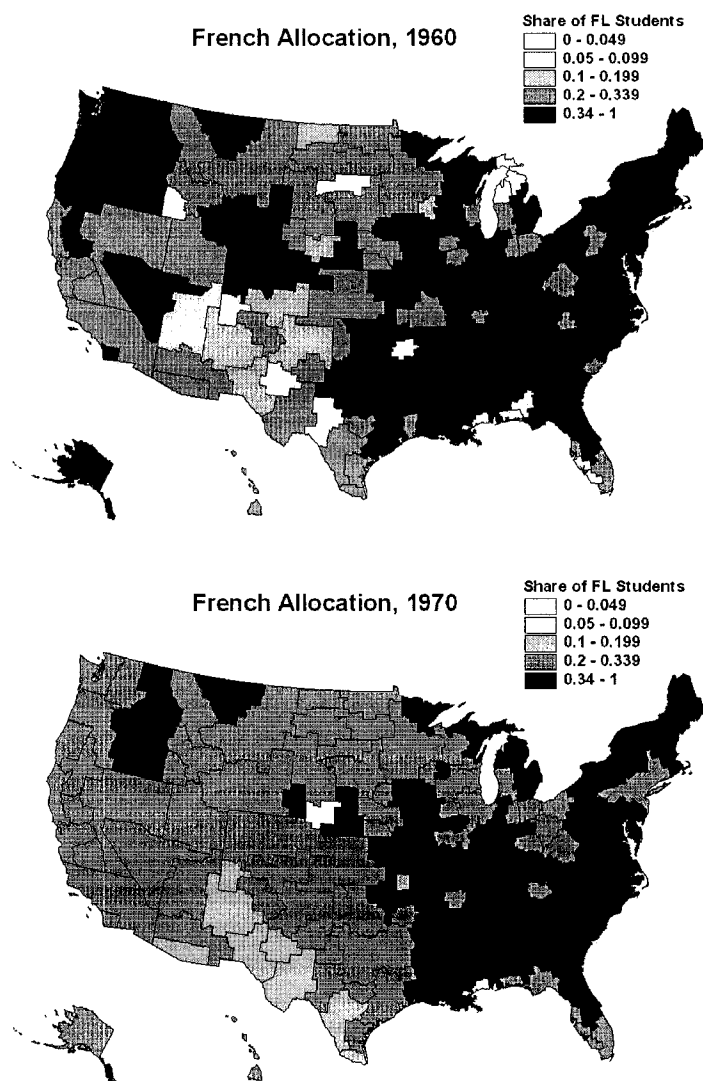 French Allocation, 1960
Share of FL Students
0 - 0.049
0.05 - 0.099
0.1 - 0.199
0.2 - 0.339
0.34 - 1
French Allocation, 1970
Share of FL Students
0 - 0.049
0.05 - 0.099
0.1 - 0.199
0.2 - 0.339
0.34 - 1